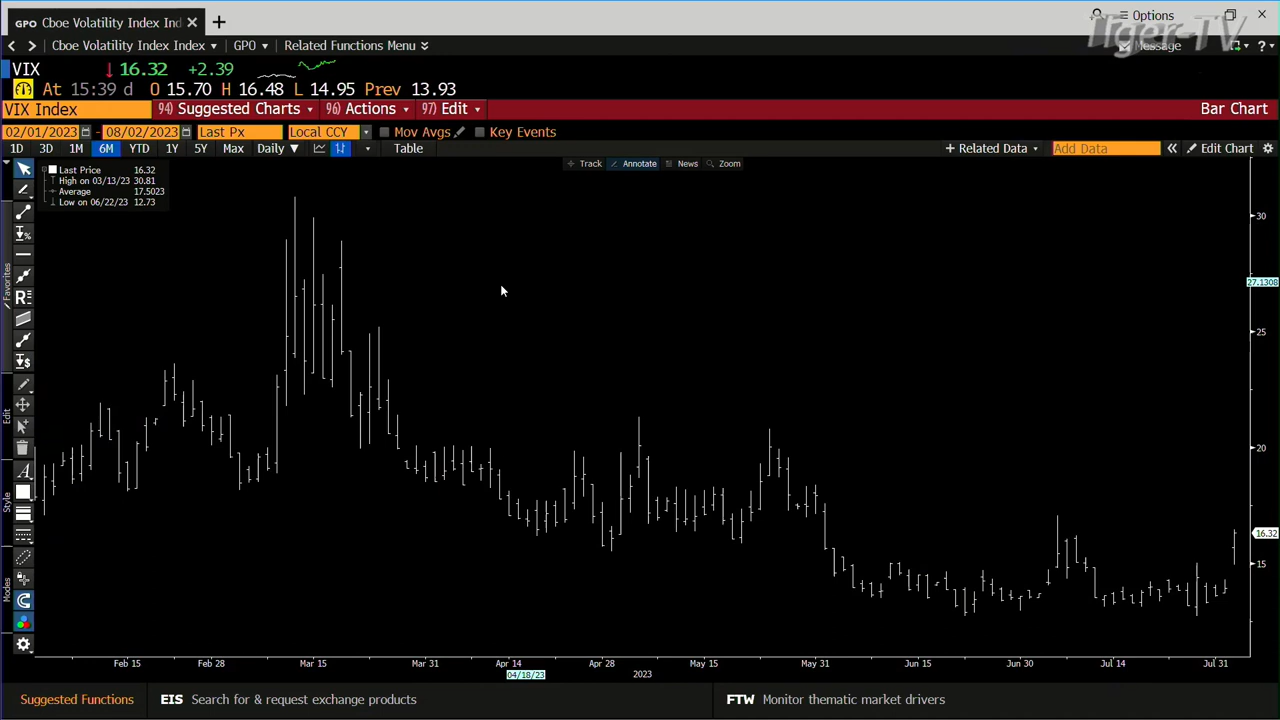 GPO Cboe Volatility Index Ind
Options
Tiger-TV
Cboe Volatility Index Index GPO Related Functions Menu Message ?
VIX 16.32 +2.39
At 15:39 d O 15.70 H 16.48 L 14.95 Prev 13.93
VIX Index 94) Suggested Charts 96) Actions 97) Edit Bar Chart
02/01/2023 - 08/02/2023 Last Px Local CCY Mov Avgs Key Events
1D 3D 1M 6M YTD 1Y 5Y Max Daily Table + Related Data Add Data Edit Chart
Track Annotate News Zoom
Last Price 16.32
High on 03/13/23 30.81
Average 17.5023
Low on 06/22/23 12.73
Favorites
Edit
Style
Modes
30
27.1308
25
20
16.32
15
Feb 15 Feb 28 Mar 15 Mar 31 Apr 14 Apr 28 May 15 May 31 Jun 15 Jun 30 Jul 14 Jul 31
04/18/23 2023
Suggested Functions EIS Search for & request exchange products FTW Monitor thematic market drivers